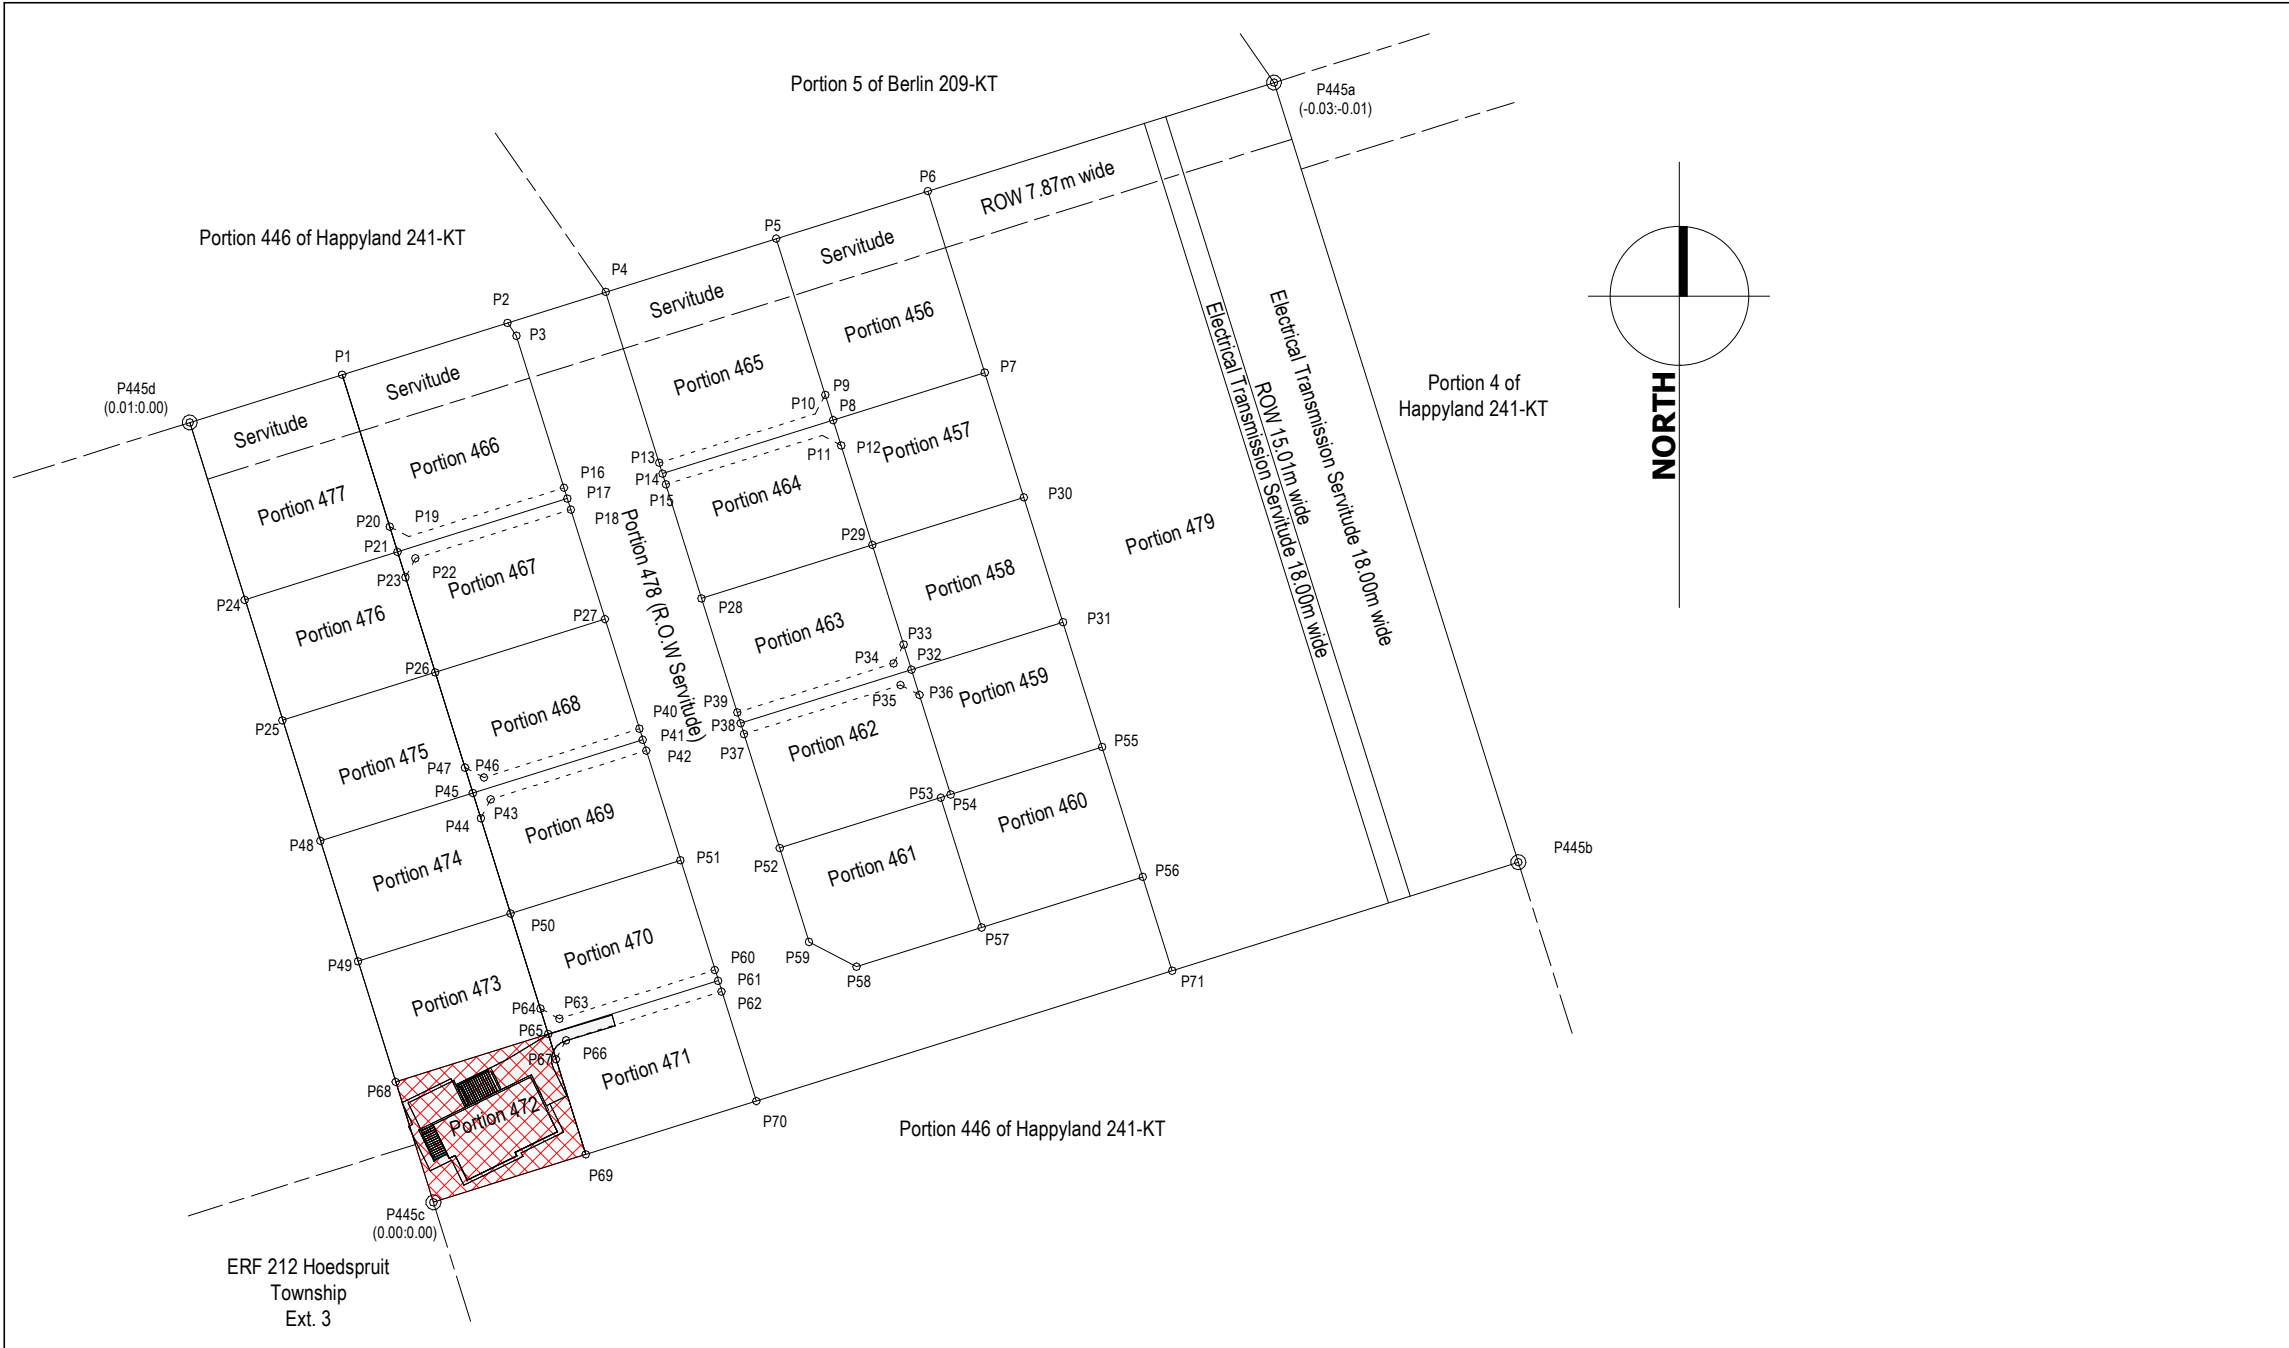 Portion 5 of Berlin 209-KT
P445a
(-0.03:-0.01)
P6
ROW 7.87m wide
Portion 446 of Happyland 241-KT
P5
Servitude
P4
Servitude
P2
P3
P1
Servitude
P445d
(0.01:0.00)
Servitude
Portion 456
Portion 465
P7
P9
P10
P8
Portion 4 of
Happyland 241-KT
NORTH
Electrical Transmission Servitude 18.00m wide
ROW 15.01m wide
Electrical Transmission Servitude 18.00m wide
Portion 457
P12
P11
Portion 466
P13
P14
P15
P16
P17
P18
Portion 464
P30
Portion 477
P20
P19
P21
P29
Portion 479
Portion 478 (R.O.W Servitude)
P23
P22
Portion 467
Portion 458
P24
P28
P27
Portion 476
Portion 463
P31
P33
P34
P32
P26
P35
P36
Portion 459
P39
P38
P37
P40
P41
P42
Portion 468
P25
Portion 462
P55
Portion 475
P47
P46
P45
P53
P54
P43
P44
Portion 469
Portion 460
P48
P52
P51
P445b
Portion 474
Portion 461
P56
P50
P57
Portion 470
P59
P58
P49
P60
P61
P62
P71
Portion 473
P64
P63
P65
P67
P66
Portion 471
P68
Portion 472
P70
Portion 446 of Happyland 241-KT
P69
P445c
(0.00:0.00)
ERF 212 Hoedspruit
Township
Ext. 3